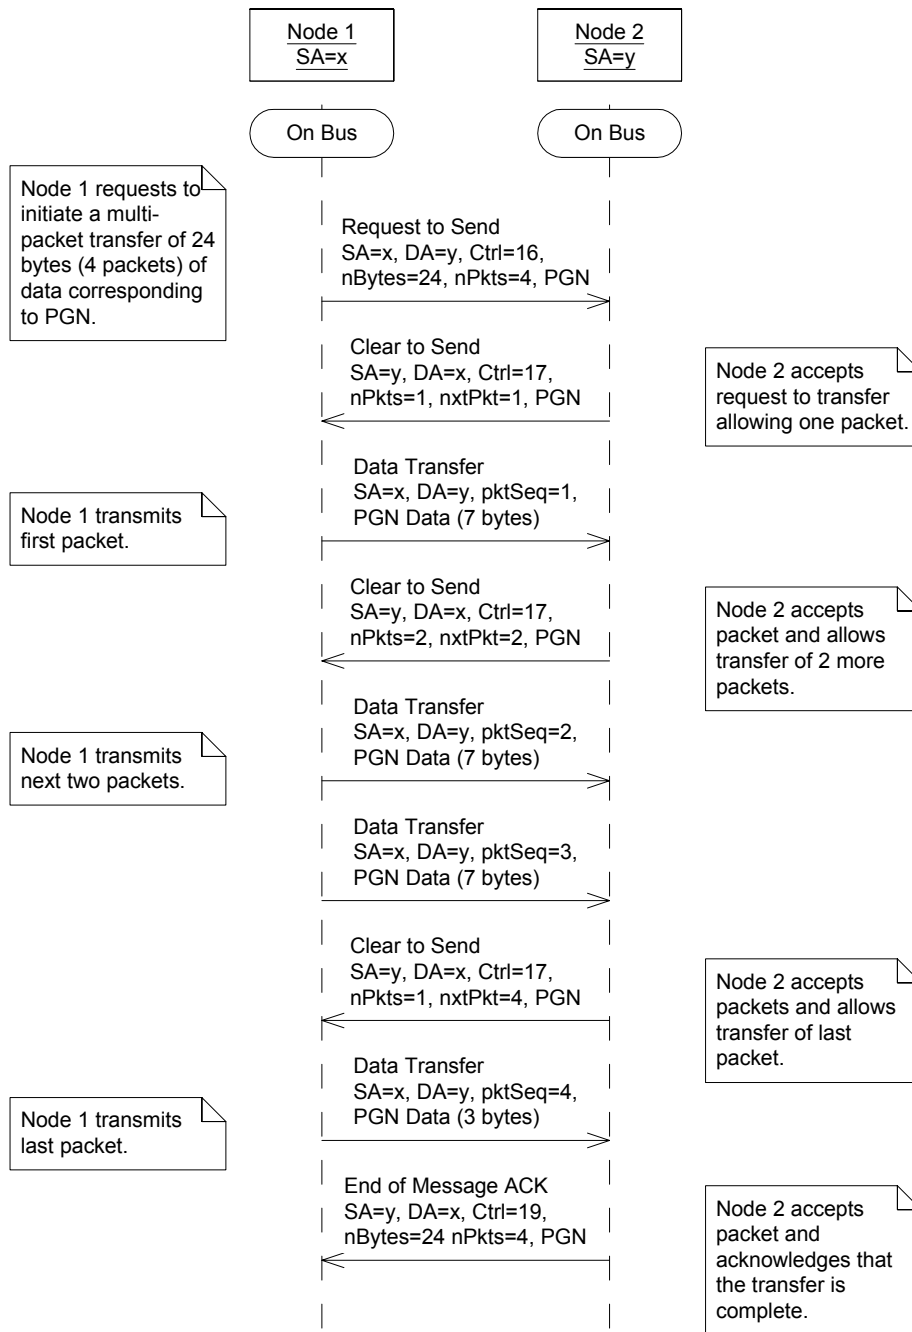 Node 1
SA=x
Node 2
SA=y
On Bus
On Bus
Node 1 requests to
initiate a multi-
packet transfer of 24
bytes (4 packets) of
data corresponding
to PGN.
Request to Send
SA=x, DA=y, Ctrl=16,
nBytes=24, nPkts=4, PGN
Clear to Send
SA=y, DA=x, Ctrl=17,
nPkts=1, nxtPkt=1, PGN
Node 2 accepts
request to transfer
allowing one packet.
Data Transfer
SA=x, DA=y, pktSeq=1,
PGN Data (7 bytes)
Node 1 transmits
first packet.
Clear to Send
SA=y, DA=x, Ctrl=17,
nPkts=2, nxtPkt=2, PGN
Node 2 accepts
packet and allows
transfer of 2 more
packets.
Data Transfer
SA=x, DA=y, pktSeq=2,
PGN Data (7 bytes)
Node 1 transmits
next two packets.
Data Transfer
SA=x, DA=y, pktSeq=3,
PGN Data (7 bytes)
Clear to Send
SA=y, DA=x, Ctrl=17,
nPkts=1, nxtPkt=4, PGN
Node 2 accepts
packets and allows
transfer of last
packet.
Data Transfer
SA=x, DA=y, pktSeq=4,
PGN Data (3 bytes)
Node 1 transmits
last packet.
End of Message ACK
SA=y, DA=x, Ctrl=19,
nBytes=24 nPkts=4, PGN
Node 2 accepts
packet and
acknowledges that
the transfer is
complete.